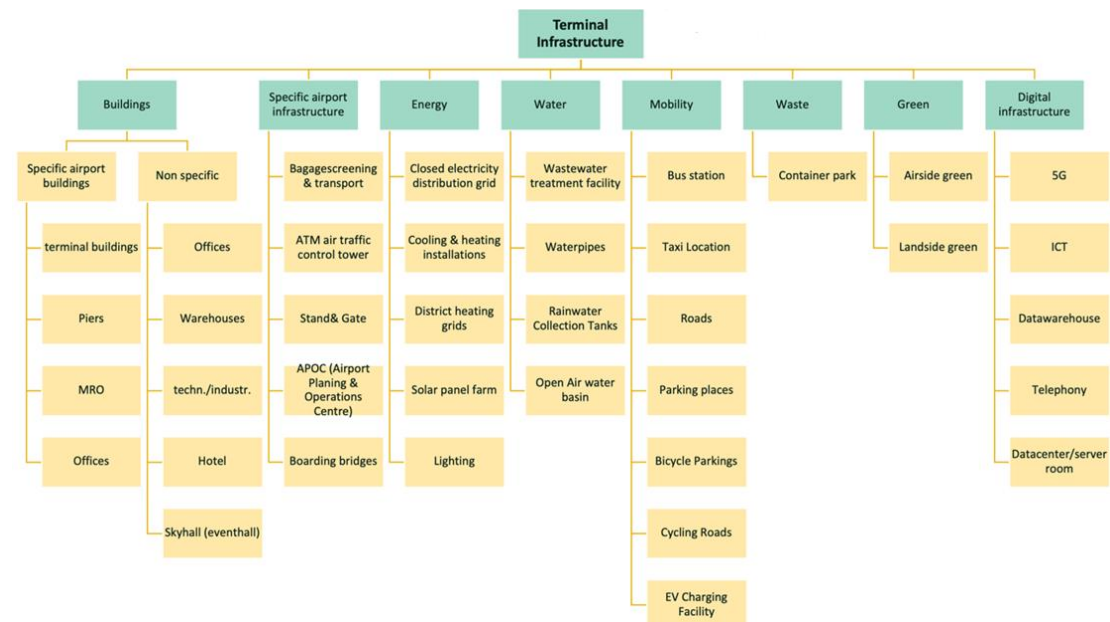 Terminal
Infrastructure
Buildings
Specific airport
infrastructure
Energy
Water
Mobility
Waste
Green
Digital
infrastructure
Specific airport
buildings
Non specific
terminal buildings
Piers
MRO
Offices
Offices
Warehouses
techn./industr.
Hotel
Skyhall (eventhall)
Bagagescreening
& transport
ATM air traffic
control tower
Stand& Gate
APOC (Airport
Planing &
Operations
Centre)
Boarding bridges
Closed electricity
distribution grid
Cooling & heating
installations
District heating
grids
Solar panel farm
Lighting
Wastewater
treatment facility
Waterpipes
Rainwater
Collection Tanks
Open Air water
basin
Bus station
Taxi Location
Roads
Parking places
Bicycle Parkings
Cycling Roads
EV Charging
Facility
Container park
Airside green
Landside green
5G
ICT
Datawarehouse
Telephony
Datacenter/server
room